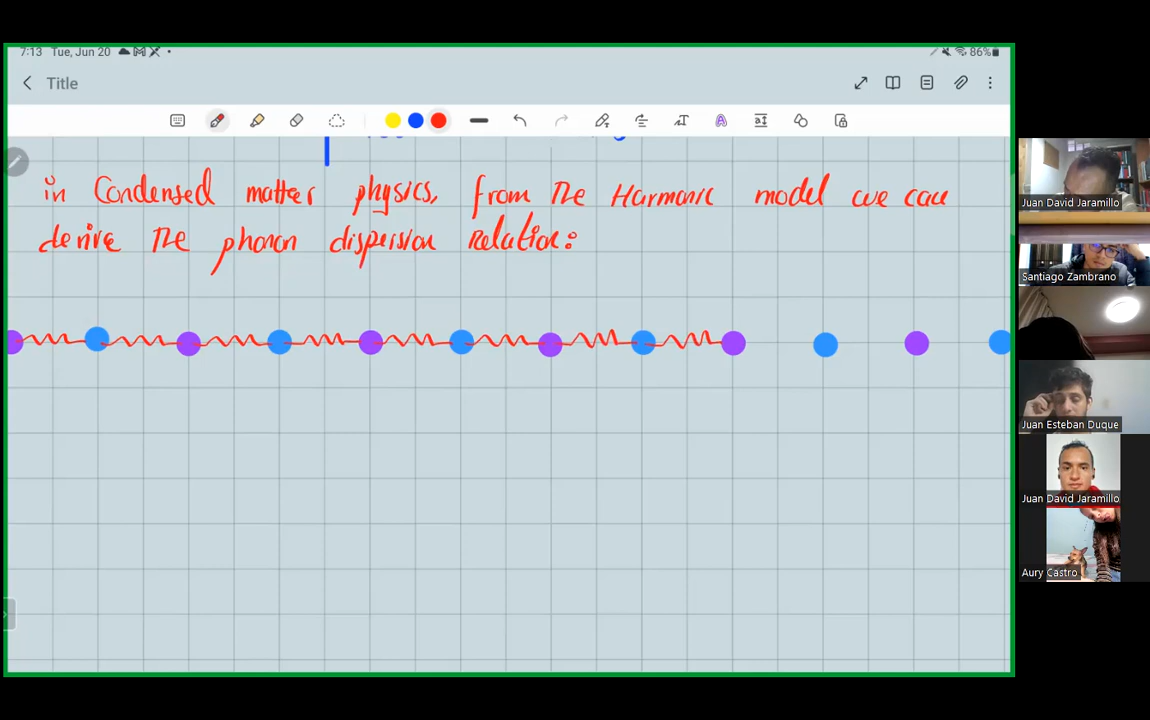 7:13 Tue, Jun 20
86%
Title
in Condensed matter physics, from the Harmonic model we can
derive the phonon dispersion relation:
Juan David Jaramillo
Santiago Zambrano
Juan Esteban Duque
Juan David Jaramillo
Aury Castro